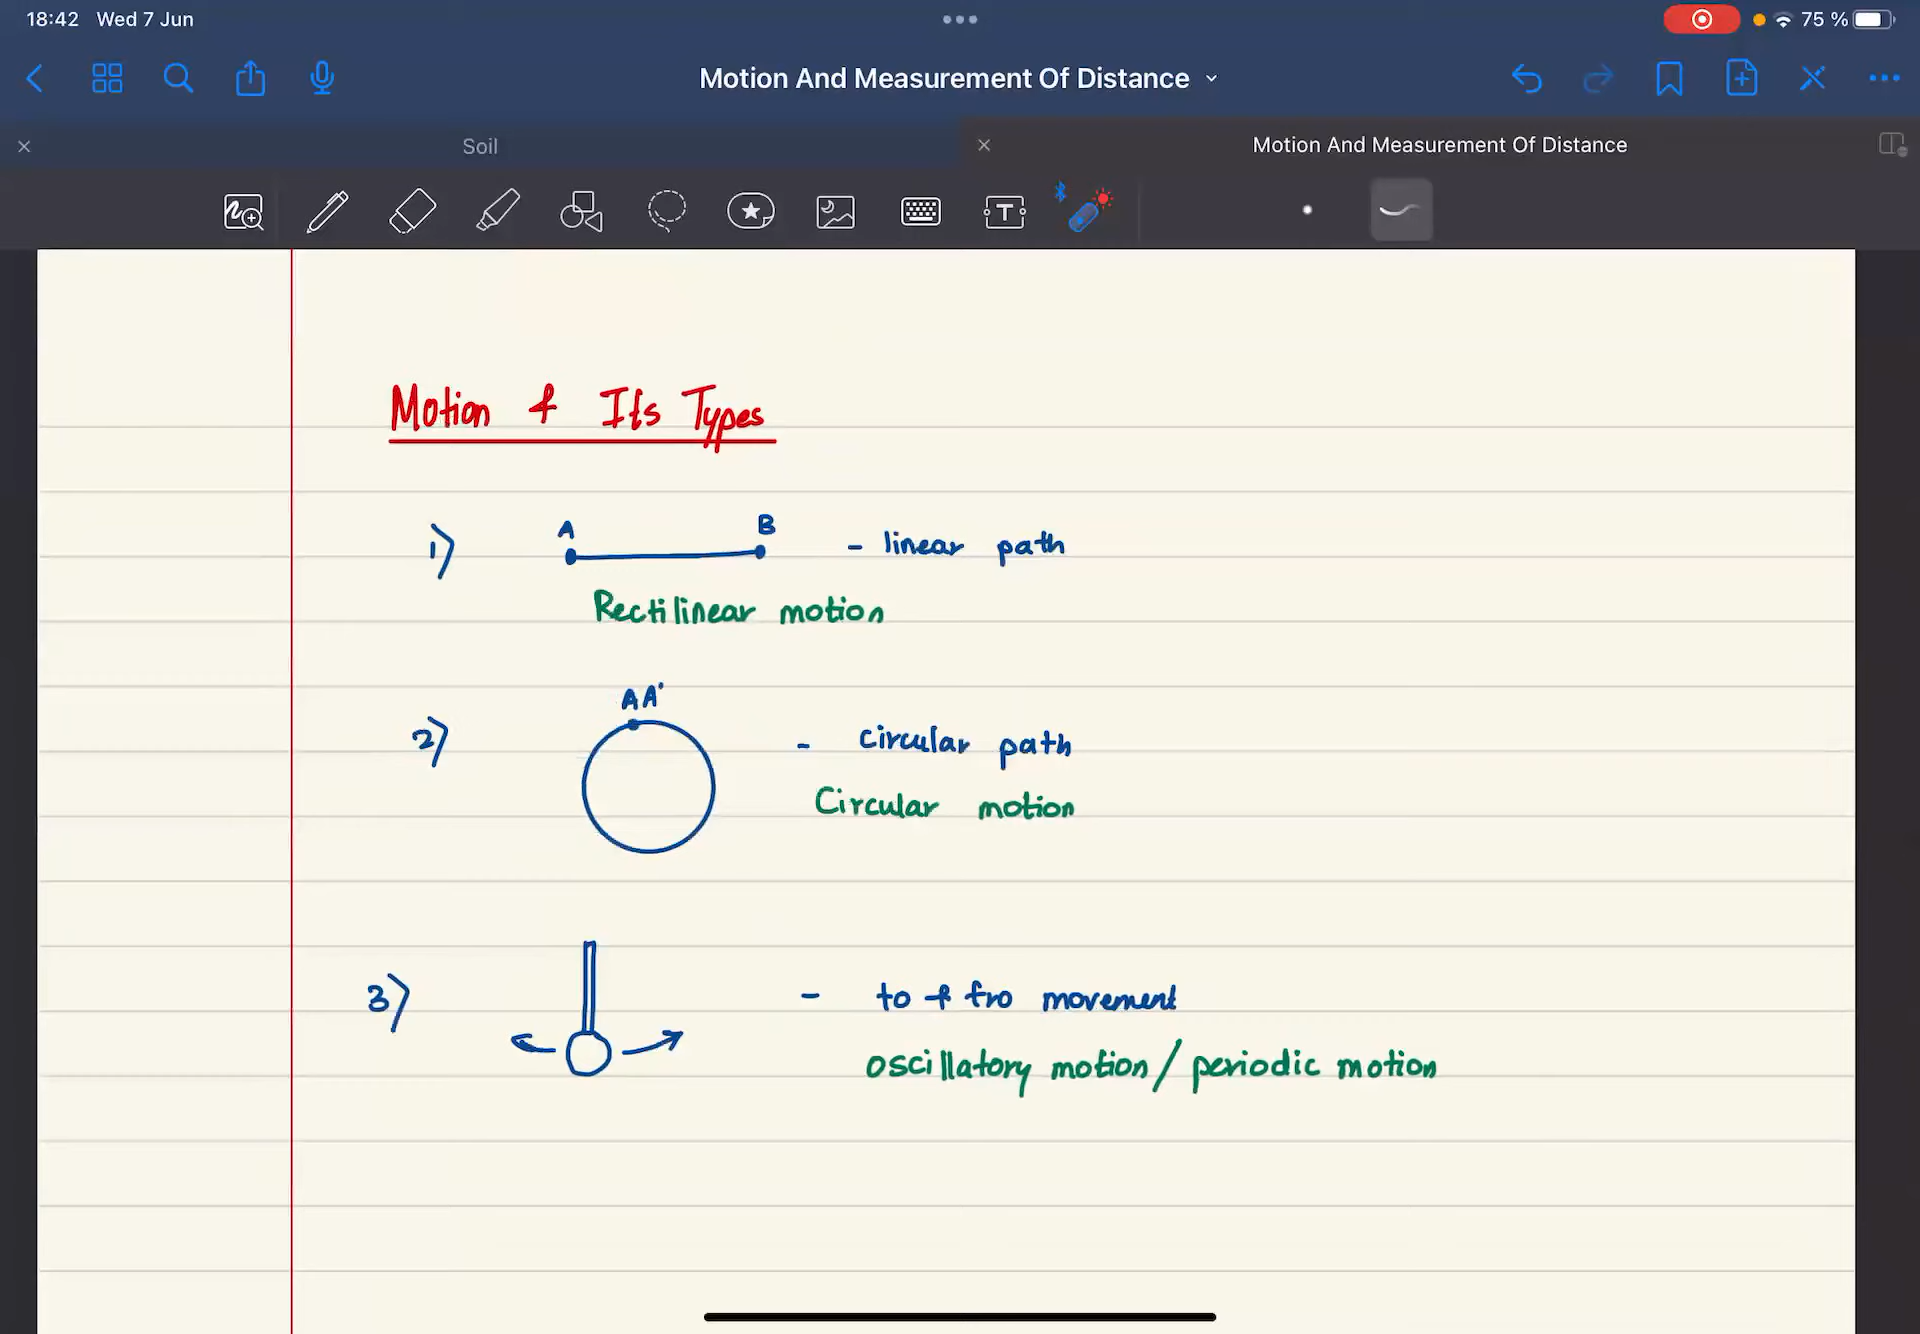 18:42 Wed 7 Jun
75 %
Motion And Measurement Of Distance
Soil
Motion And Measurement Of Distance
T
Motion & Its Types
1) A B - linear path
Rectilinear motion
A A'
2) - circular path
Circular motion
3) - to & fro movement
oscillatory motion / periodic motion